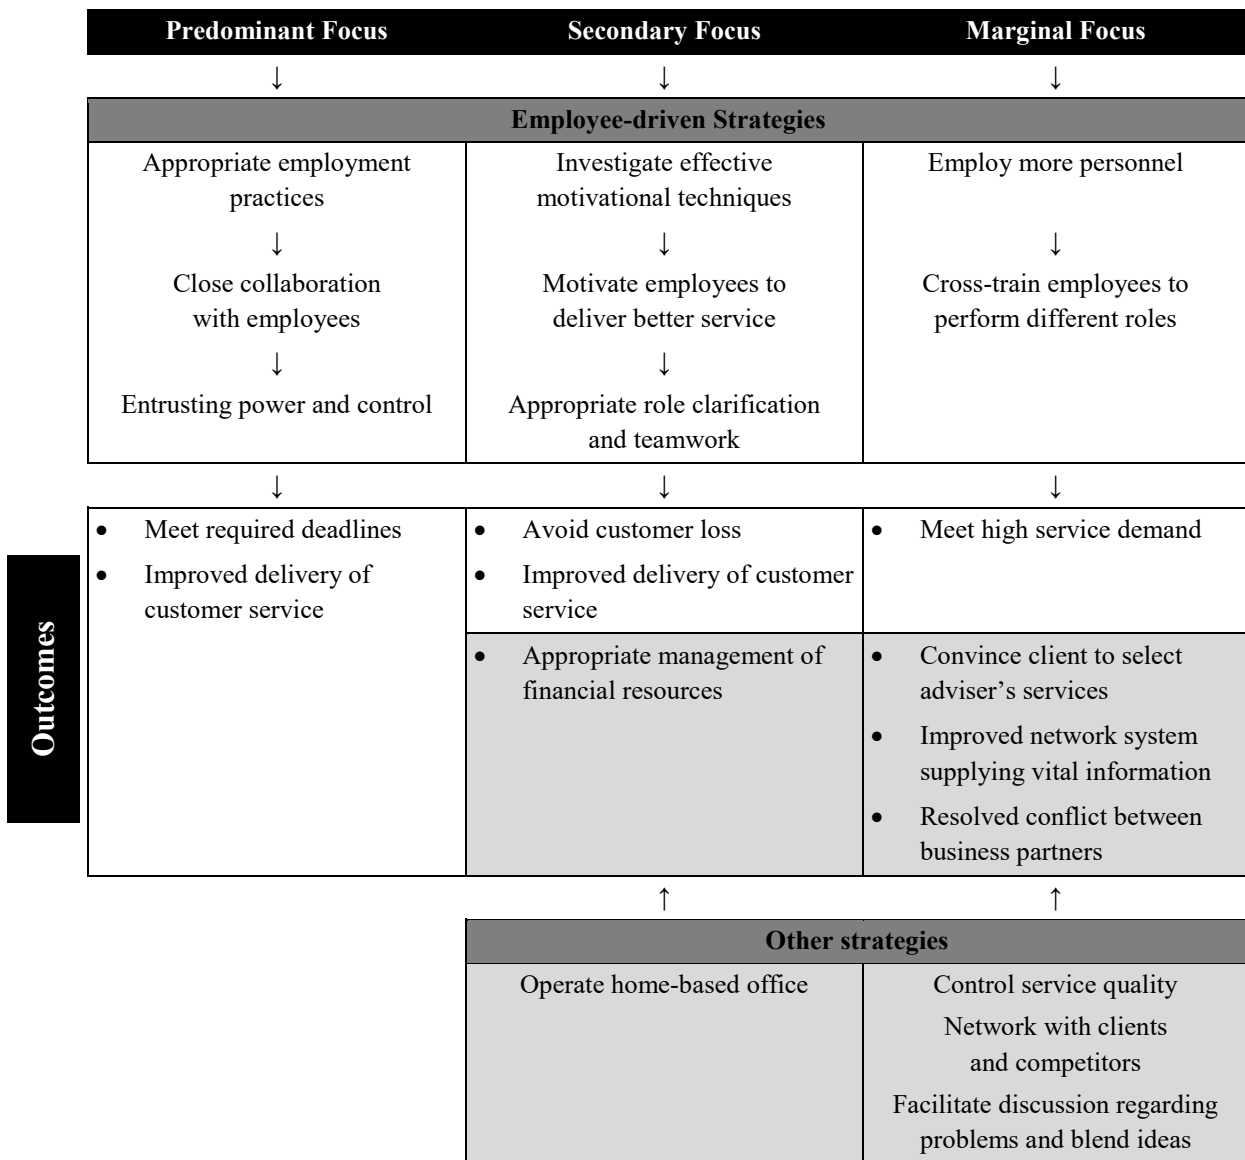 Predominant Focus
Secondary Focus
Marginal Focus
↓ ↓ ↓
Employee-driven Strategies
Appropriate employment
practices
↓
Close collaboration
with employees
↓
Entrusting power and control
Investigate effective
motivational techniques
↓
Motivate employees to
deliver better service
↓
Appropriate role clarification
and teamwork
Employ more personnel
↓
Cross-train employees to
perform different roles
↓ ↓ ↓
Outcomes
• Meet required deadlines
• Improved delivery of
customer service
• Avoid customer loss
• Improved delivery of customer
service
• Meet high service demand
• Appropriate management of
financial resources
• Convince client to select
adviser’s services
• Improved network system
supplying vital information
• Resolved conflict between
business partners
↑ ↑
Other strategies
Operate home-based office
Control service quality
Network with clients
and competitors
Facilitate discussion regarding
problems and blend ideas